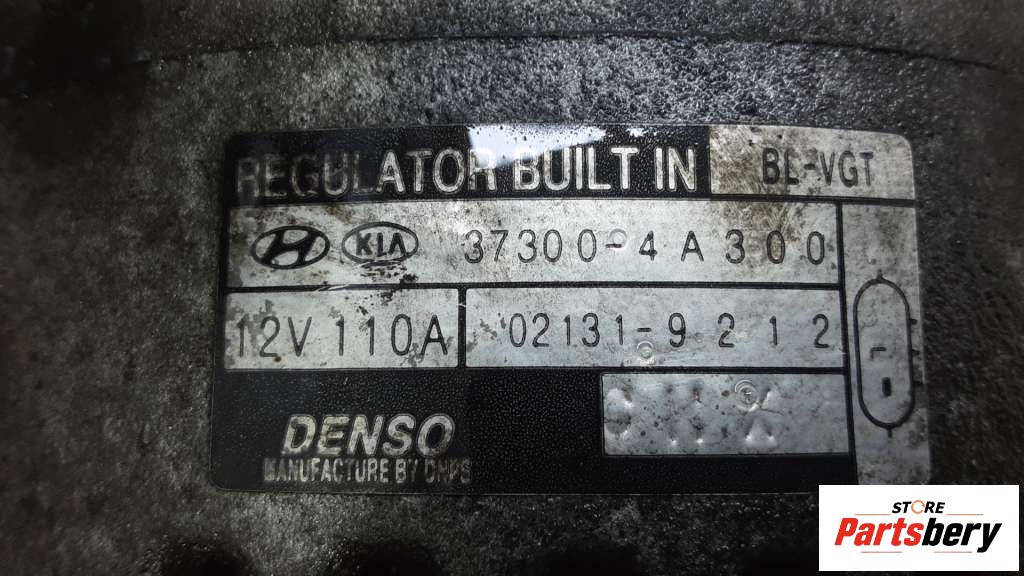 REGULATOR BUILT IN BL-VGT
KIA 37300-4A300
12V 110A 02131-9212
L
DENSO
MANUFACTURE BY DNPS
STORE
Partsbery